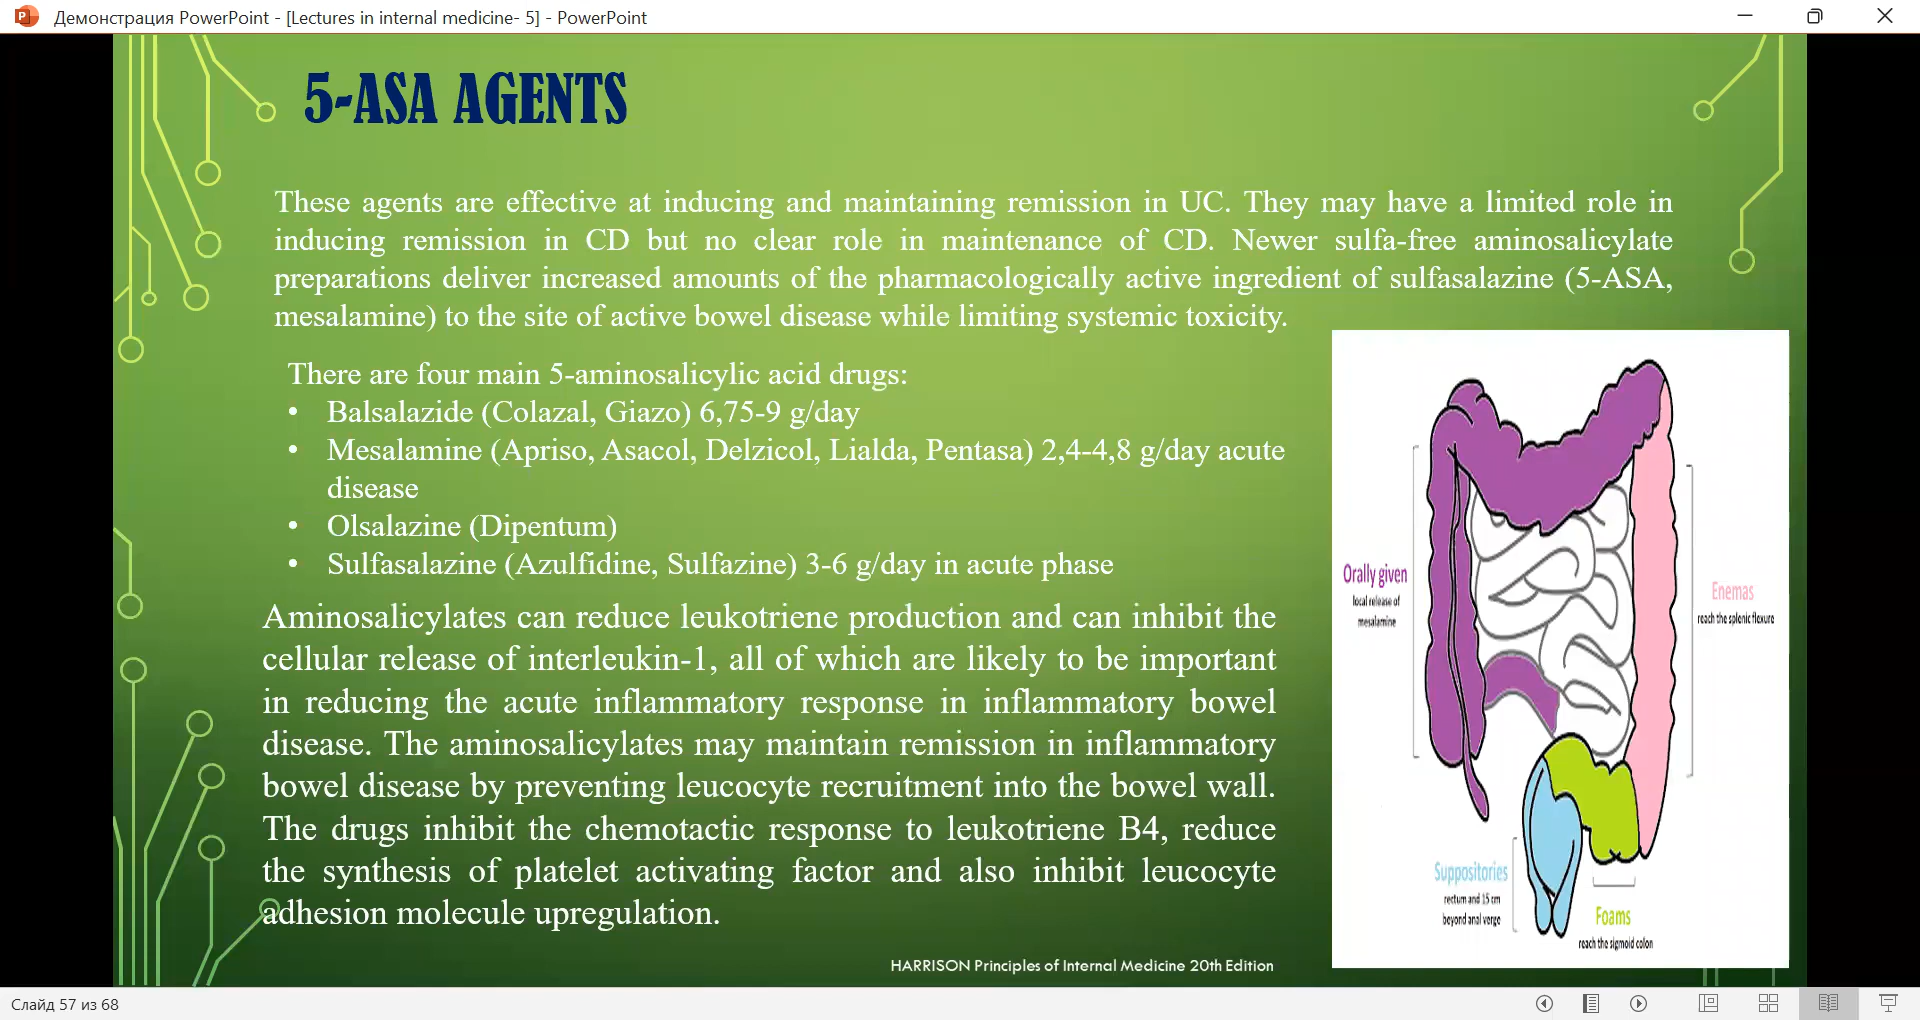 Демонстрация PowerPoint - [Lectures in internal medicine- 5] - PowerPoint
5-ASA AGENTS
These agents are effective at inducing and maintaining remission in UC. They may have a limited role in
inducing remission in CD but no clear role in maintenance of CD. Newer sulfa-free aminosalicylate
preparations deliver increased amounts of the pharmacologically active ingredient of sulfasalazine (5-ASA,
mesalamine) to the site of active bowel disease while limiting systemic toxicity.
There are four main 5-aminosalicylic acid drugs:
• Balsalazide (Colazal, Giazo) 6,75-9 g/day
• Mesalamine (Apriso, Asacol, Delzicol, Lialda, Pentasa) 2,4-4,8 g/day acute
disease
• Olsalazine (Dipentum)
• Sulfasalazine (Azulfidine, Sulfazine) 3-6 g/day in acute phase
Aminosalicylates can reduce leukotriene production and can inhibit the
cellular release of interleukin-1, all of which are likely to be important
in reducing the acute inflammatory response in inflammatory bowel
disease. The aminosalicylates may maintain remission in inflammatory
bowel disease by preventing leucocyte recruitment into the bowel wall.
The drugs inhibit the chemotactic response to leukotriene B4, reduce
the synthesis of platelet activating factor and also inhibit leucocyte
adhesion molecule upregulation.
Orally given
local release of
mesalamine
Enemas
reach the splenic flexure
Suppositories
rectum and 15 cm
beyond anal verge
Foams
reach the sigmoid colon
HARRISON Principles of Internal Medicine 20th Edition
Слайд 57 из 68